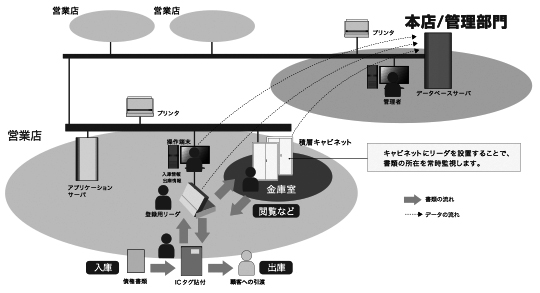 営業店
営業店
プリンタ
本店/管理部門
管理者
データベースサーバ
プリンタ
営業店
アプリケーション
サーバ
操作端末
入庫情報
出庫情報
積層キャビネット
キャビネットにリーダを設置することで、
書類の所在を常時監視します。
金庫室
登録用リーダ
閲覧など
書類の流れ
データの流れ
入庫
債権書類
ICタグ貼付
顧客への引渡
出庫